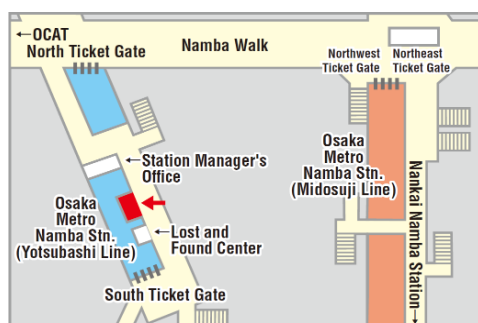 ←OCAT
North Ticket Gate
Namba Walk
Northwest
Ticket Gate
Northeast
Ticket Gate
←Station Manager's
Office
Osaka
Metro
Namba Stn.
(Midosuji Line)
Osaka
Metro
Namba Stn.
(Yotsubashi Line)
←Lost and
Found Center
South Ticket Gate
Nankai Namba Station→